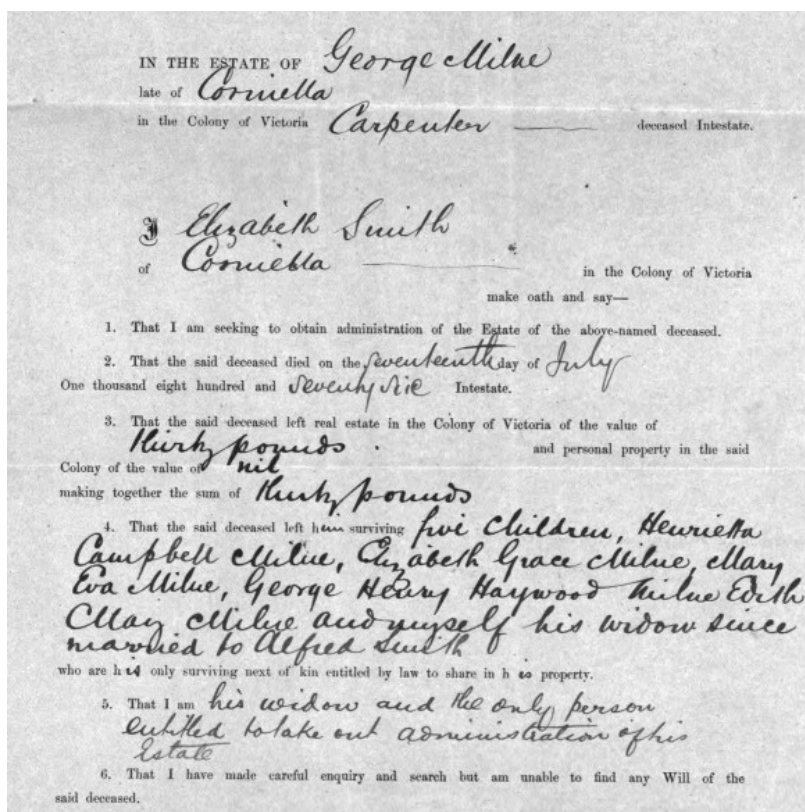 IN THE ESTATE OF George Milne
late of Corniella
in the Colony of Victoria Carpenter deceased Intestate.
I Elizabeth Smith
of Corniella in the Colony of Victoria
make oath and say—
1. That I am seeking to obtain administration of the Estate of the above-named deceased.
2. That the said deceased died on the seventeenth day of July
One thousand eight hundred and seventy six Intestate.
3. That the said deceased left real estate in the Colony of Victoria of the value of
Thirty pounds. and personal property in the said
Colony of the value of nil
making together the sum of Thirty pounds
4. That the said deceased left him surviving five children, Henrietta
Campbell Milne, Elizabeth Grace Milne, Mary
Eva Milne, George Henry Haywood Milne Edith
May Milne and myself his widow since
married to Alfred Smith
who are his only surviving next of kin entitled by law to share in his property.
5. That I am his widow and the only person
entitled to take out administration of his
Estate
6. That I have made careful enquiry and search but am unable to find any Will of the
said deceased.